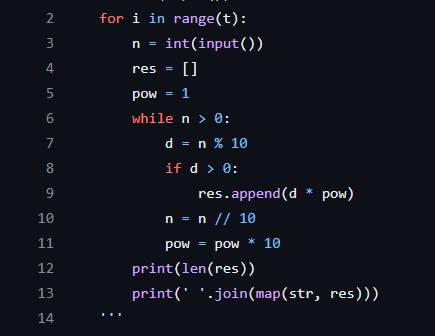 2 for i in range(t):
3     n = int(input())
4     res = []
5     pow = 1
6     while n > 0:
7         d = n % 10
8         if d > 0:
9             res.append(d * pow)
10         n = n // 10
11         pow = pow * 10
12     print(len(res))
13     print(' '.join(map(str, res)))
14 '''